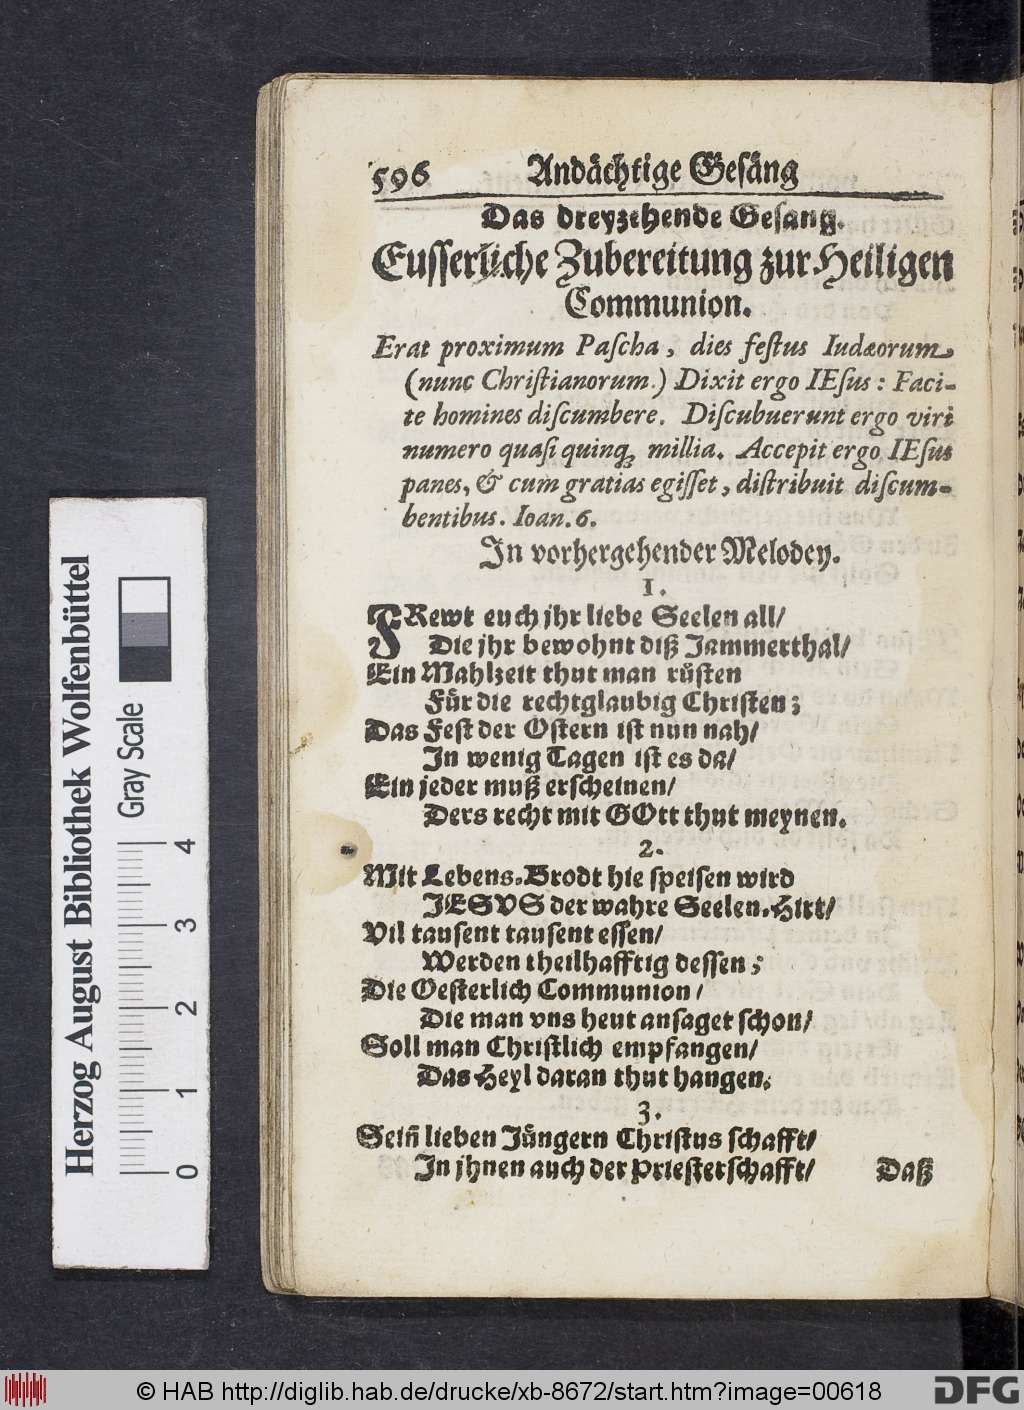 596 Andächtige Gesäng
Das dreyzehende Gesang.
Eusserliche Zubereitung zur Heiligen
Communion.
Erat proximum Pascha, dies festus Iudæorum,
(nunc Christianorum.) Dixit ergo IEsus: Faci-
te homines discumbere. Discubuerunt ergo viri
numero quasi quinq; millia. Accepit ergo IEsus
panes, & cum gratias egisset, distribuit discum-
bentibus. Ioan. 6.
In vorhergehender Melodey.
1.
FRewt euch jhr liebe Seelen all/
Die jhr bewohnt diß Jammerthal/
Ein Mahlzeit thut man rüsten
Für die rechtglaubig Christen;
Das Fest der Ostern ist nun nah/
In wenig Tagen ist es da/
Ein jeder muß erscheinen/
Ders recht mit GOtt thut meynen.
2.
Mit Lebens-Brodt hie speisen wird
JESVS der wahre Seelen-Hirt/
Vil tausent tausent essen/
Werden theilhafftig dessen;
Die Oesterlich Communion/
Die man vns heut ansaget schon/
Soll man Christlich empfangen/
Das Heyl daran thut hangen.
3.
Sein̄ lieben Jüngern Christus schafft/
In jhnen auch der Priesterschafft/ Daß
Herzog August Bibliothek Wolfenbüttel
Gray Scale
0 1 2 3 4
© HAB http://diglib.hab.de/drucke/xb-8672/start.htm?image=00618
DFG